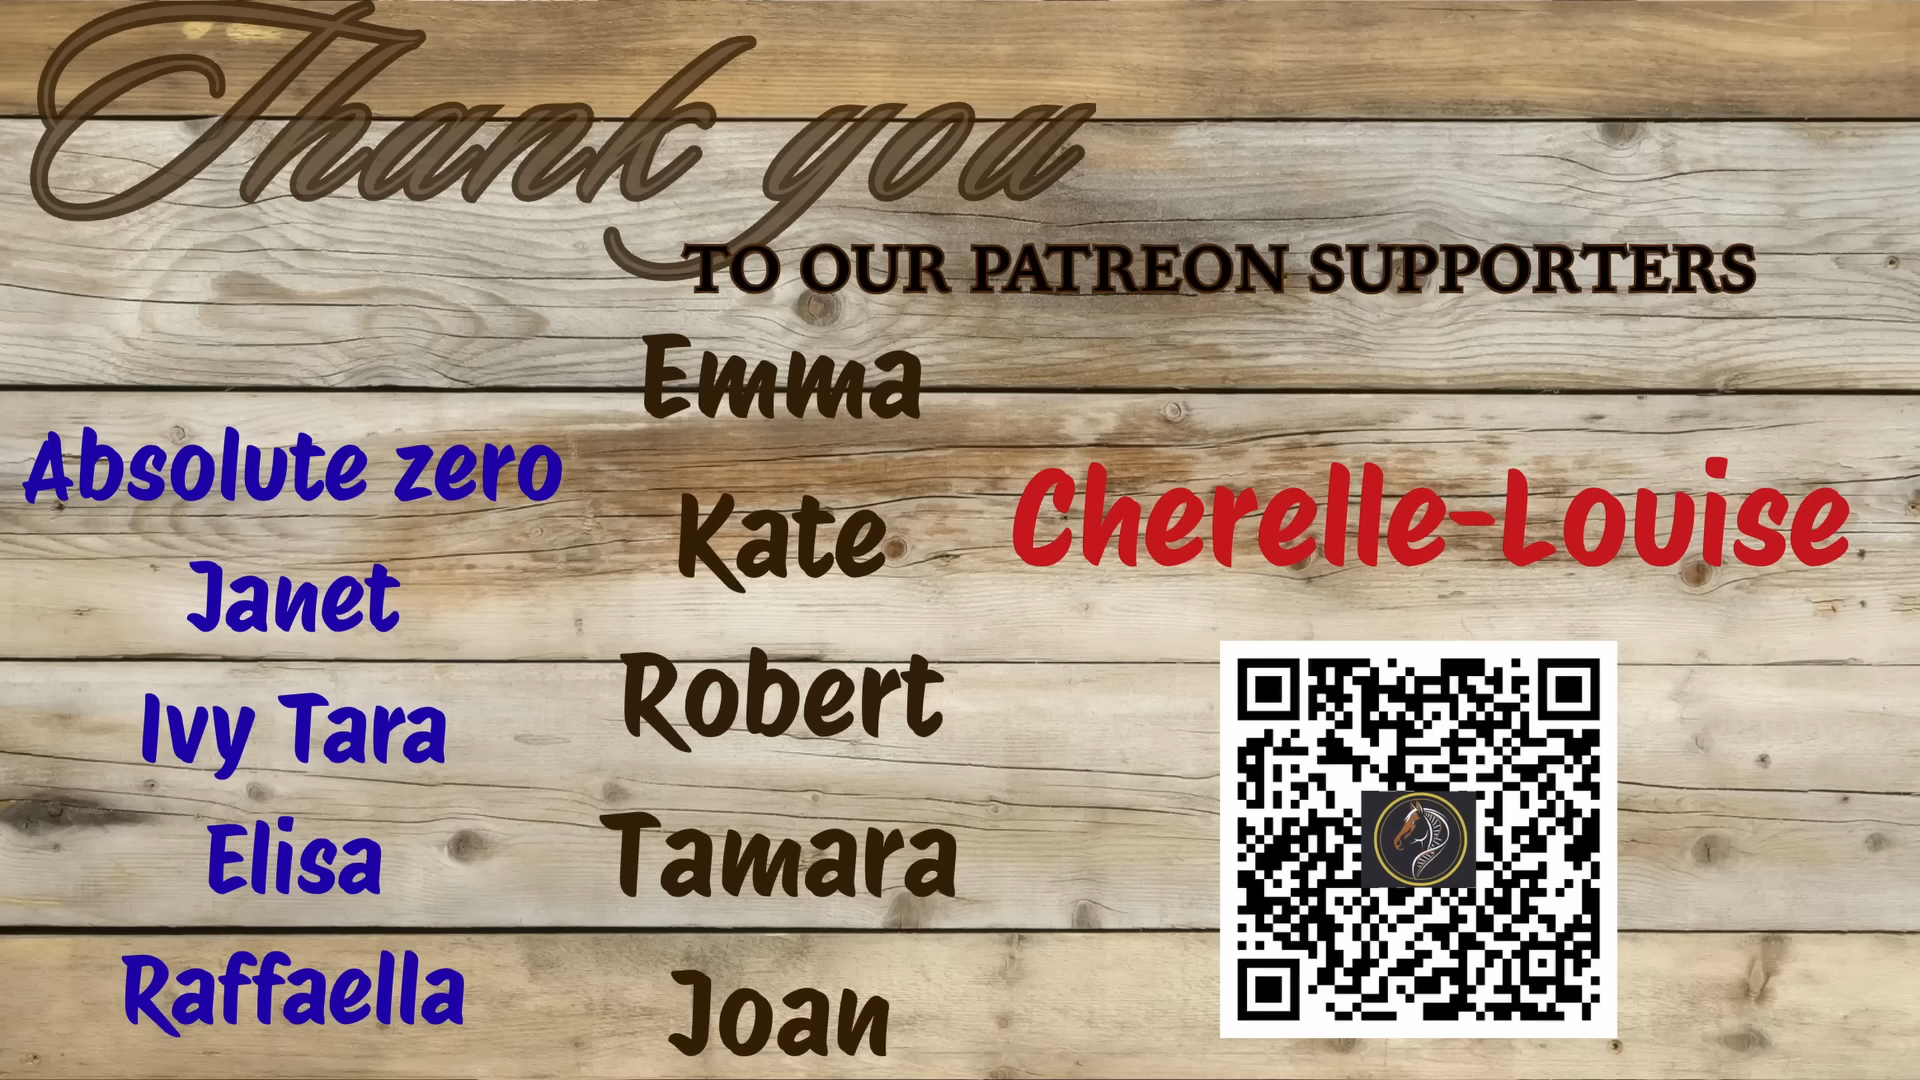 Thank you
TO OUR PATREON SUPPORTERS
Absolute zero
Janet
Ivy Tara
Elisa
Raffaella
Emma
Kate
Robert
Tamara
Joan
Cherelle-Louise